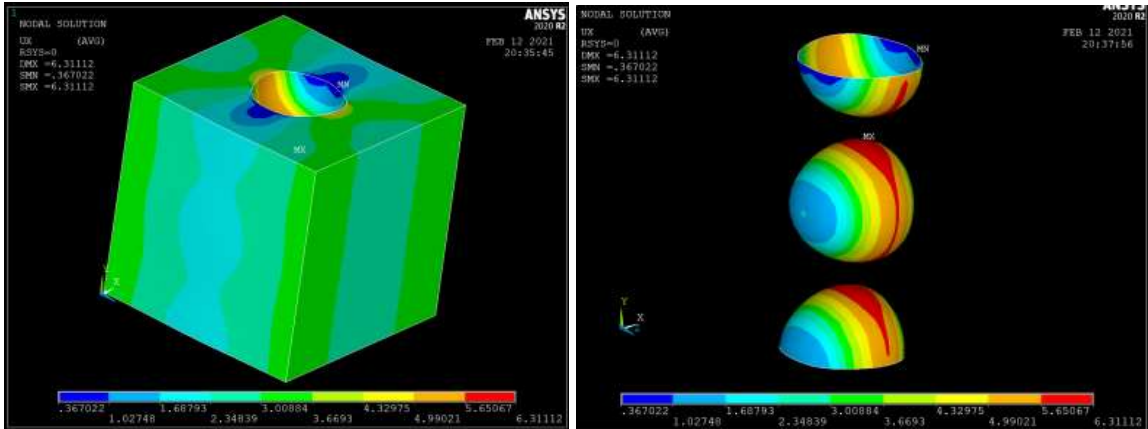 1
NODAL SOLUTION
UX (AVG)
RSYS=0
DMX=6.31112
SMN =.367022
SMX =6.31112
ANSYS
2020 R2
FEB 12 2021
20:35:45
MN
MX
Y
X
.367022 1.68793 3.00884 4.32975 5.65067
1.02748 2.34839 3.6693 4.99021 6.31112
NODAL SOLUTION
UX (AVG)
RSYS=0
DMX=6.31112
SMN =.367022
SMX =6.31112
ANSYS
2020 R2
FEB 12 2021
20:37:56
MN
MX
Y
X
.367022 1.68793 3.00884 4.32975 5.65067
1.02748 2.34839 3.6693 4.99021 6.31112